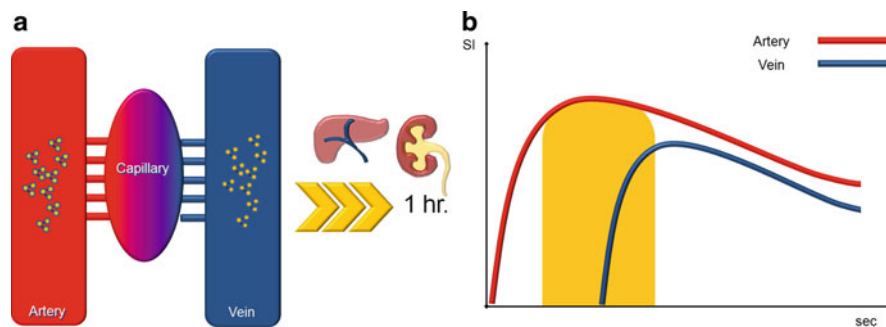 a
Capillary
Artery
Vein
1 hr.
b
SI
Artery
Vein
sec